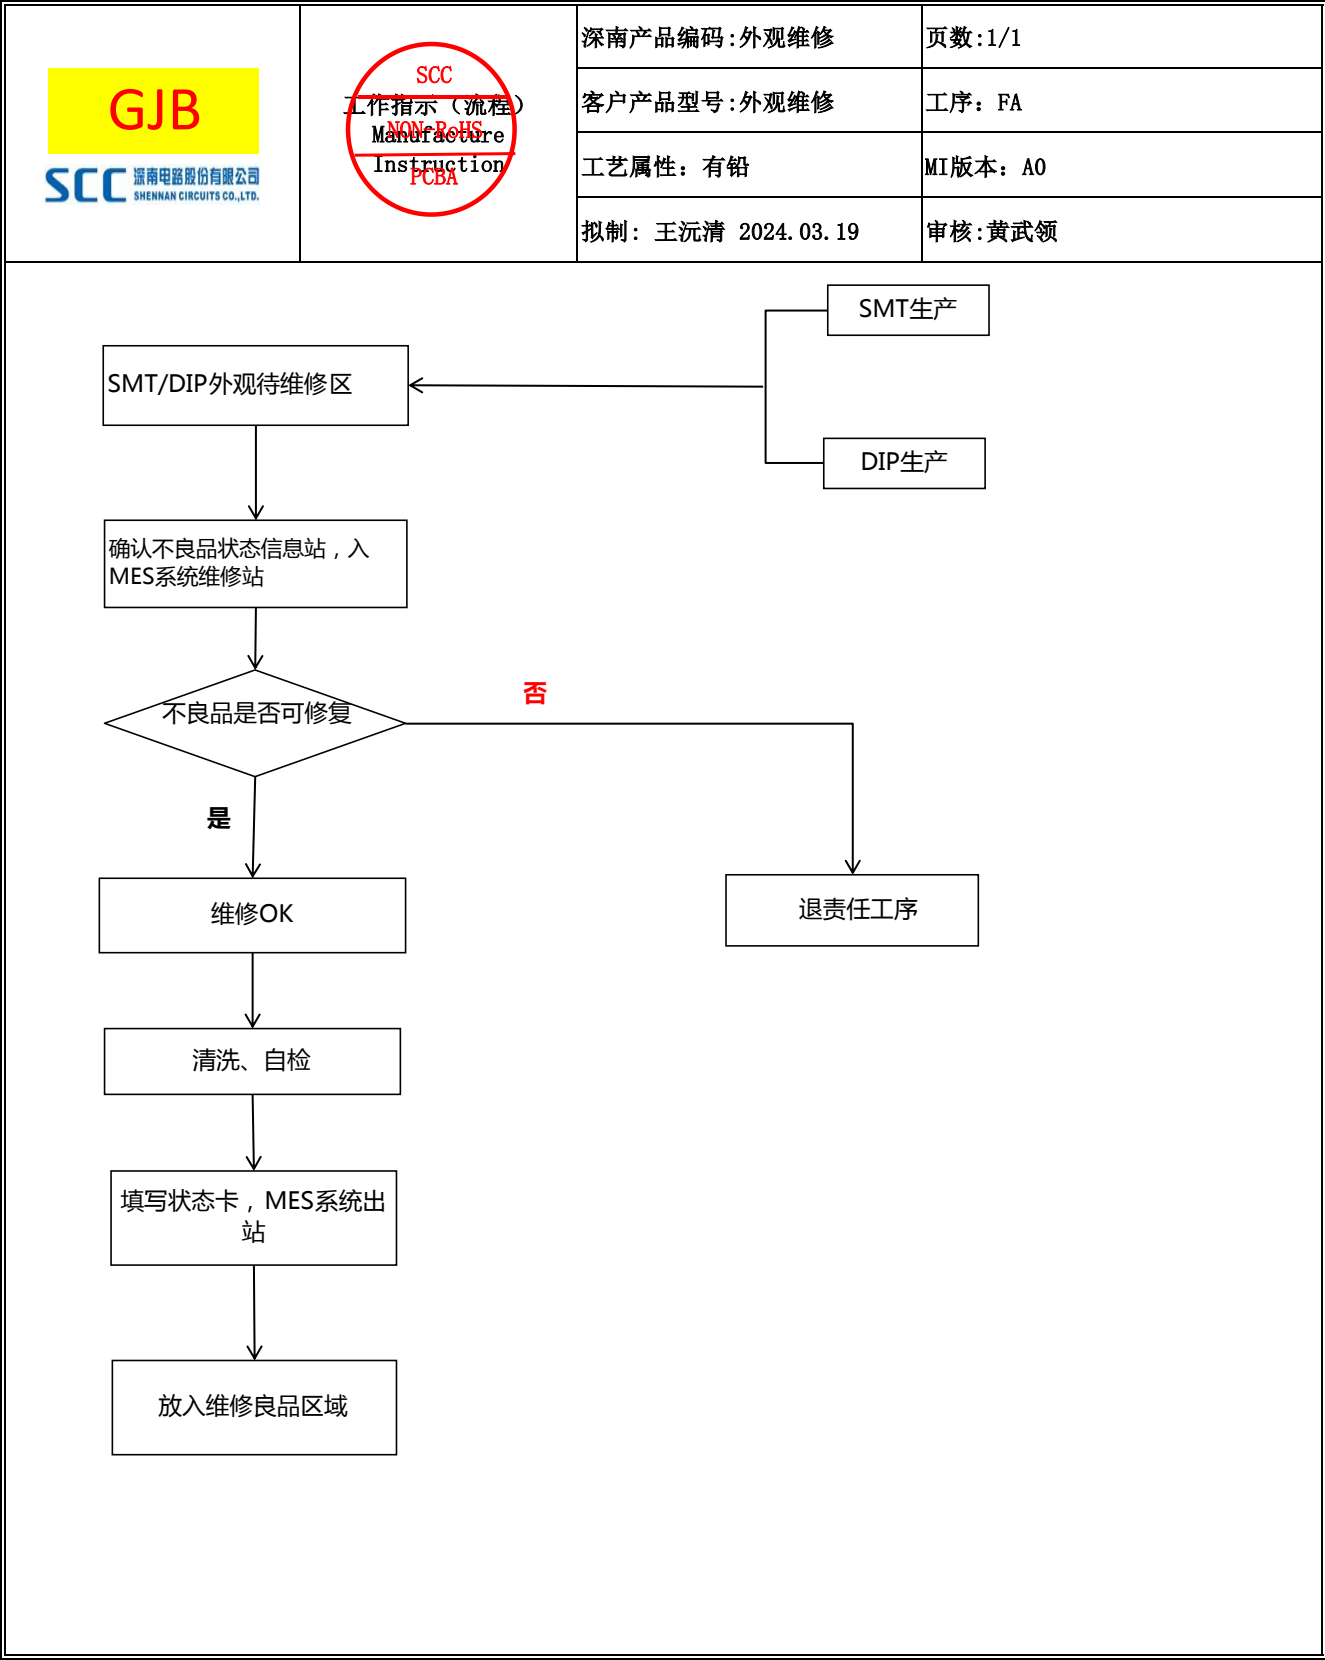 GJB
SCC 深南电路股份有限公司
SHENNAN CIRCUITS CO.,LTD.
SCC
工作指示（流程）
NON-RoHS
Manufacture
Instruction
PCBA
深南产品编码:外观维修
页数:1/1
客户产品型号:外观维修
工序: FA
工艺属性: 有铅
MI版本: A0
拟制: 王沅清 2024.03.19
审核:黄武领
SMT生产
SMT/DIP外观待维修区
DIP生产
确认不良品状态信息站，入
MES系统维修站
否
不良品是否可修复
是
维修OK
退责任工序
清洗、自检
填写状态卡，MES系统出
站
放入维修良品区域